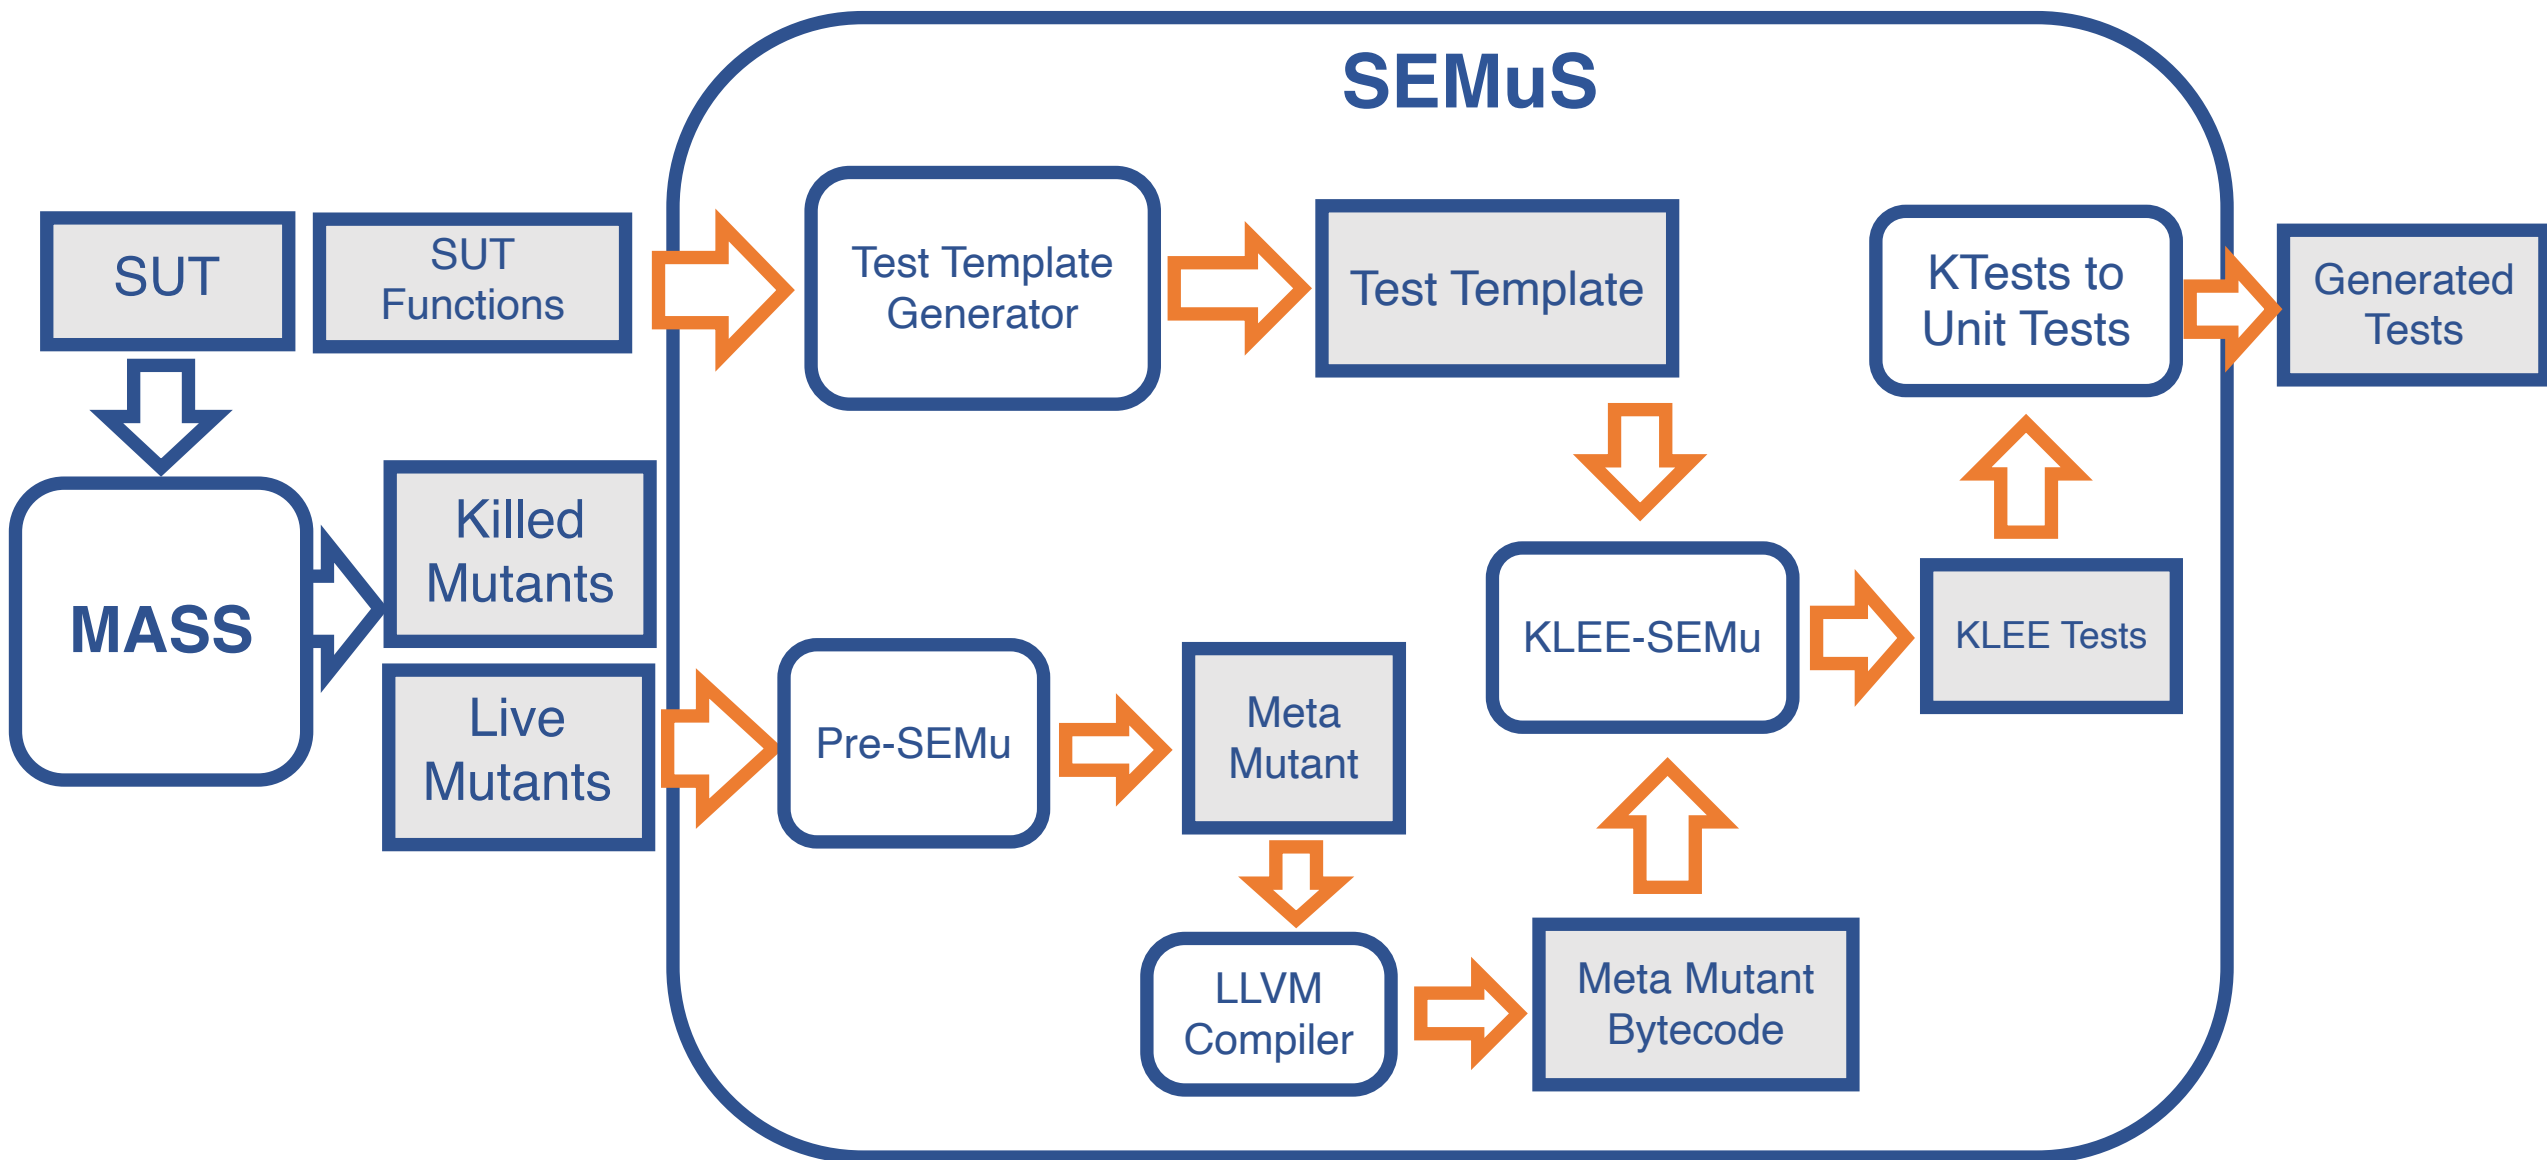 SEMuS
SUT
SUT
Functions
Test Template
Generator
Test Template
KTests to
Unit Tests
Generated
Tests
MASS
Killed
Mutants
Live
Mutants
Pre-SEMu
Meta
Mutant
KLEE-SEMu
KLEE Tests
LLVM
Compiler
Meta Mutant
Bytecode